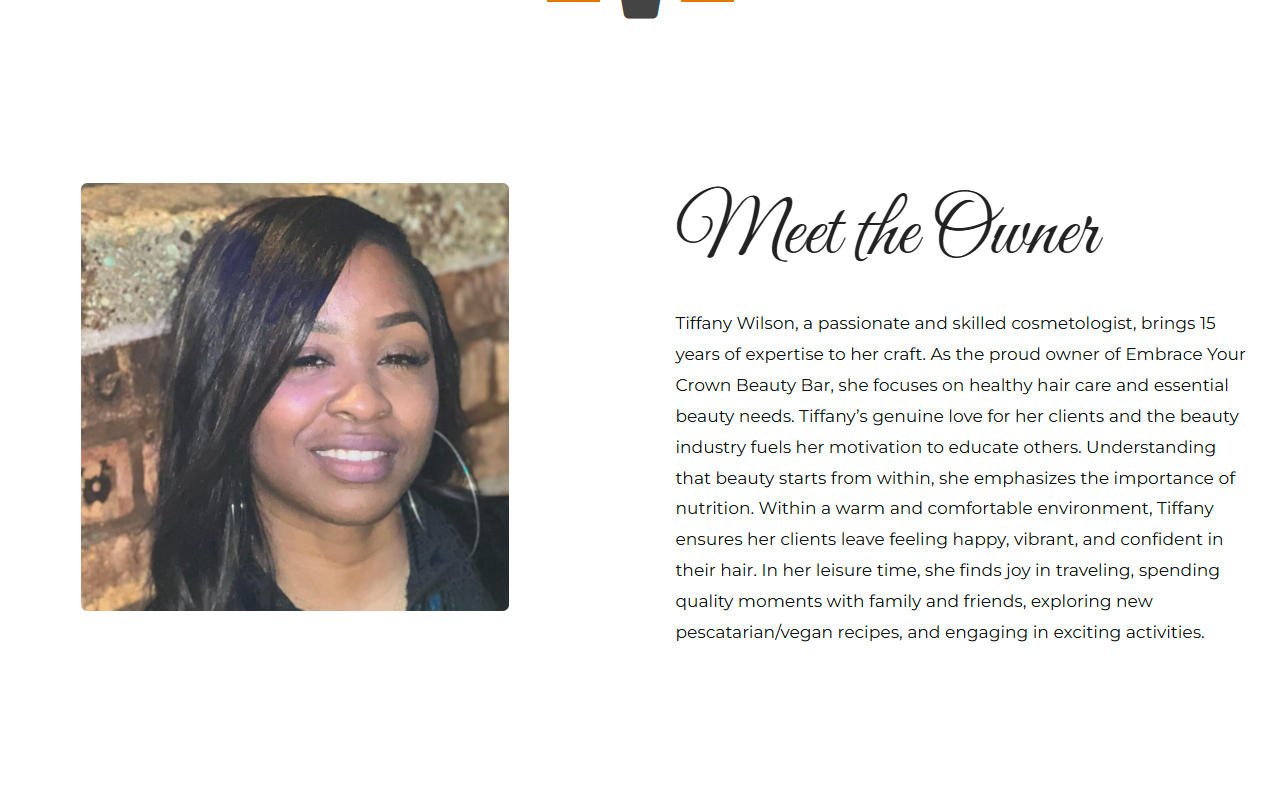 Meet the Owner
Tiffany Wilson, a passionate and skilled cosmetologist, brings 15
years of expertise to her craft. As the proud owner of Embrace Your
Crown Beauty Bar, she focuses on healthy hair care and essential
beauty needs. Tiffany’s genuine love for her clients and the beauty
industry fuels her motivation to educate others. Understanding
that beauty starts from within, she emphasizes the importance of
nutrition. Within a warm and comfortable environment, Tiffany
ensures her clients leave feeling happy, vibrant, and confident in
their hair. In her leisure time, she finds joy in traveling, spending
quality moments with family and friends, exploring new
pescatarian/vegan recipes, and engaging in exciting activities.